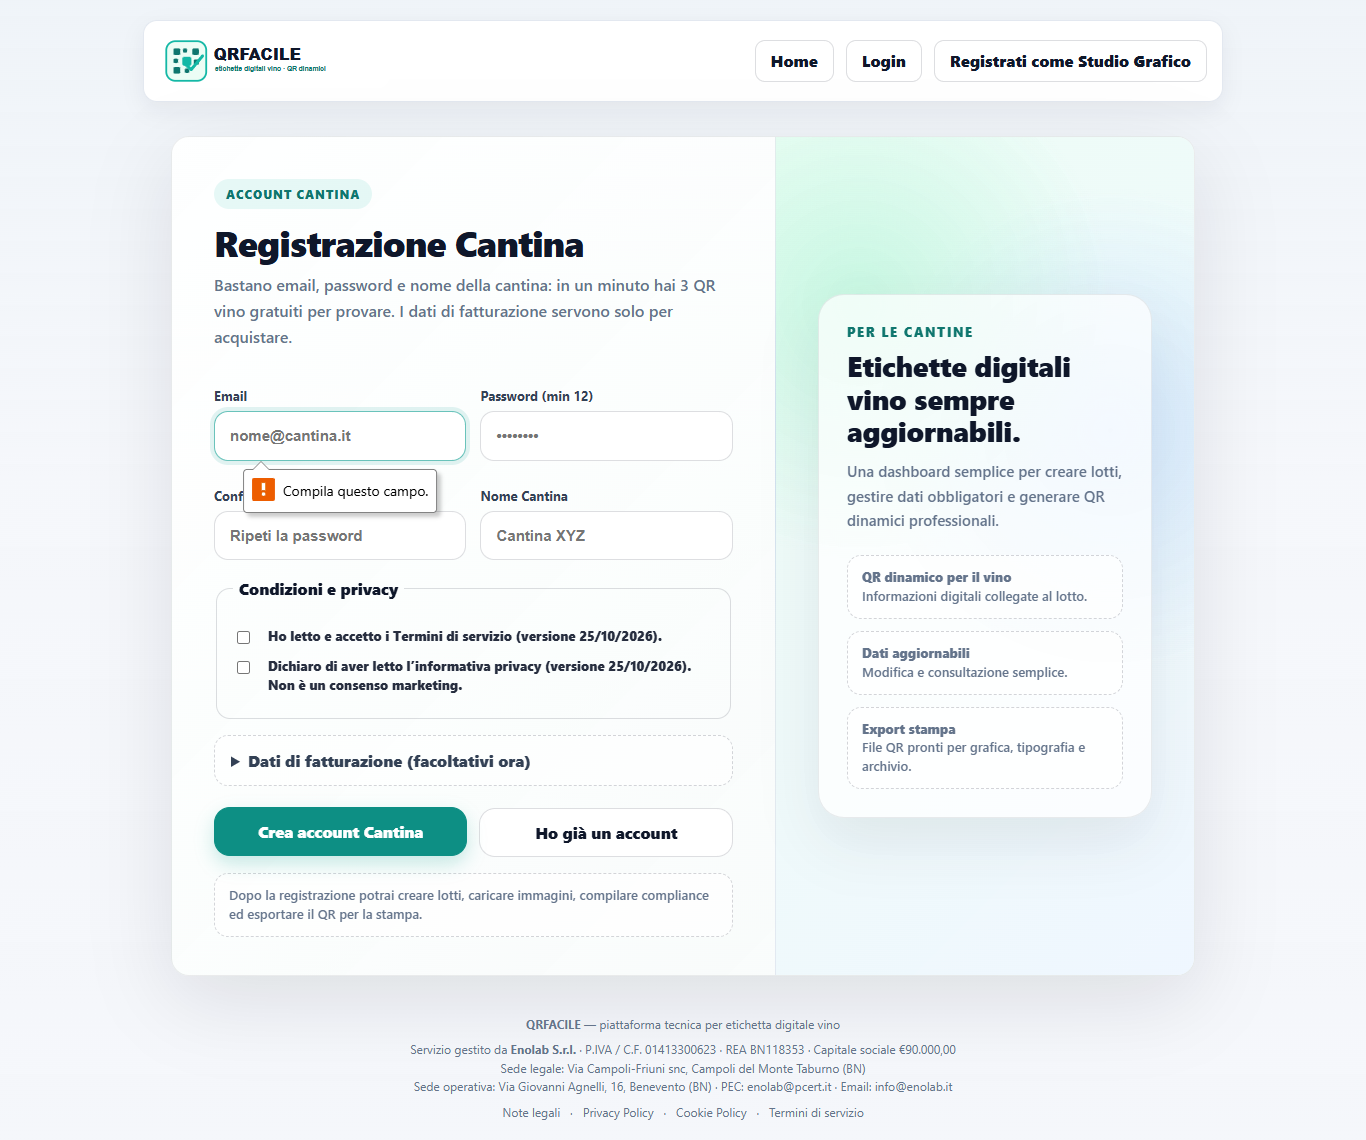 QRFACILE
etichette digitali vino - QR dinamici
Home
Login
Registrati come Studio Grafico
ACCOUNT CANTINA
Registrazione Cantina
Bastano email, password e nome della cantina: in un minuto hai 3 QR
vino gratuiti per provare. I dati di fatturazione servono solo per
acquistare.
Email
Password (min 12)
nome@cantina.it
••••••••
Compila questo campo.
Nome Cantina
Ripeti la password
Cantina XYZ
Condizioni e privacy
Ho letto e accetto i Termini di servizio (versione 25/10/2026).
Dichiaro di aver letto l'informativa privacy (versione 25/10/2026).
Non è un consenso marketing.
Dati di fatturazione (facoltativi ora)
Crea account Cantina
Ho già un account
Dopo la registrazione potrai creare lotti, caricare immagini, compilare compliance
ed esportare il QR per la stampa.
PER LE CANTINE
Etichette digitali
vino sempre
aggiornabili.
Una dashboard semplice per creare lotti,
gestire dati obbligatori e generare QR
dinamici professionali.
QR dinamico per il vino
Informazioni digitali collegate al lotto.
Dati aggiornabili
Modifica e consultazione semplice.
Export stampa
File QR pronti per grafica, tipografia e
archivio.
QRFACILE — piattaforma tecnica per etichetta digitale vino
Servizio gestito da Enolab S.r.l. · P.IVA / C.F. 01413300623 · REA BN118353 · Capitale sociale €90.000,00
Sede legale: Via Campoli-Friuni snc, Campoli del Monte Taburno (BN)
Sede operativa: Via Giovanni Agnelli, 16, Benevento (BN) · PEC: enolab@pcert.it · Email: info@enolab.it
Note legali · Privacy Policy · Cookie Policy · Termini di servizio